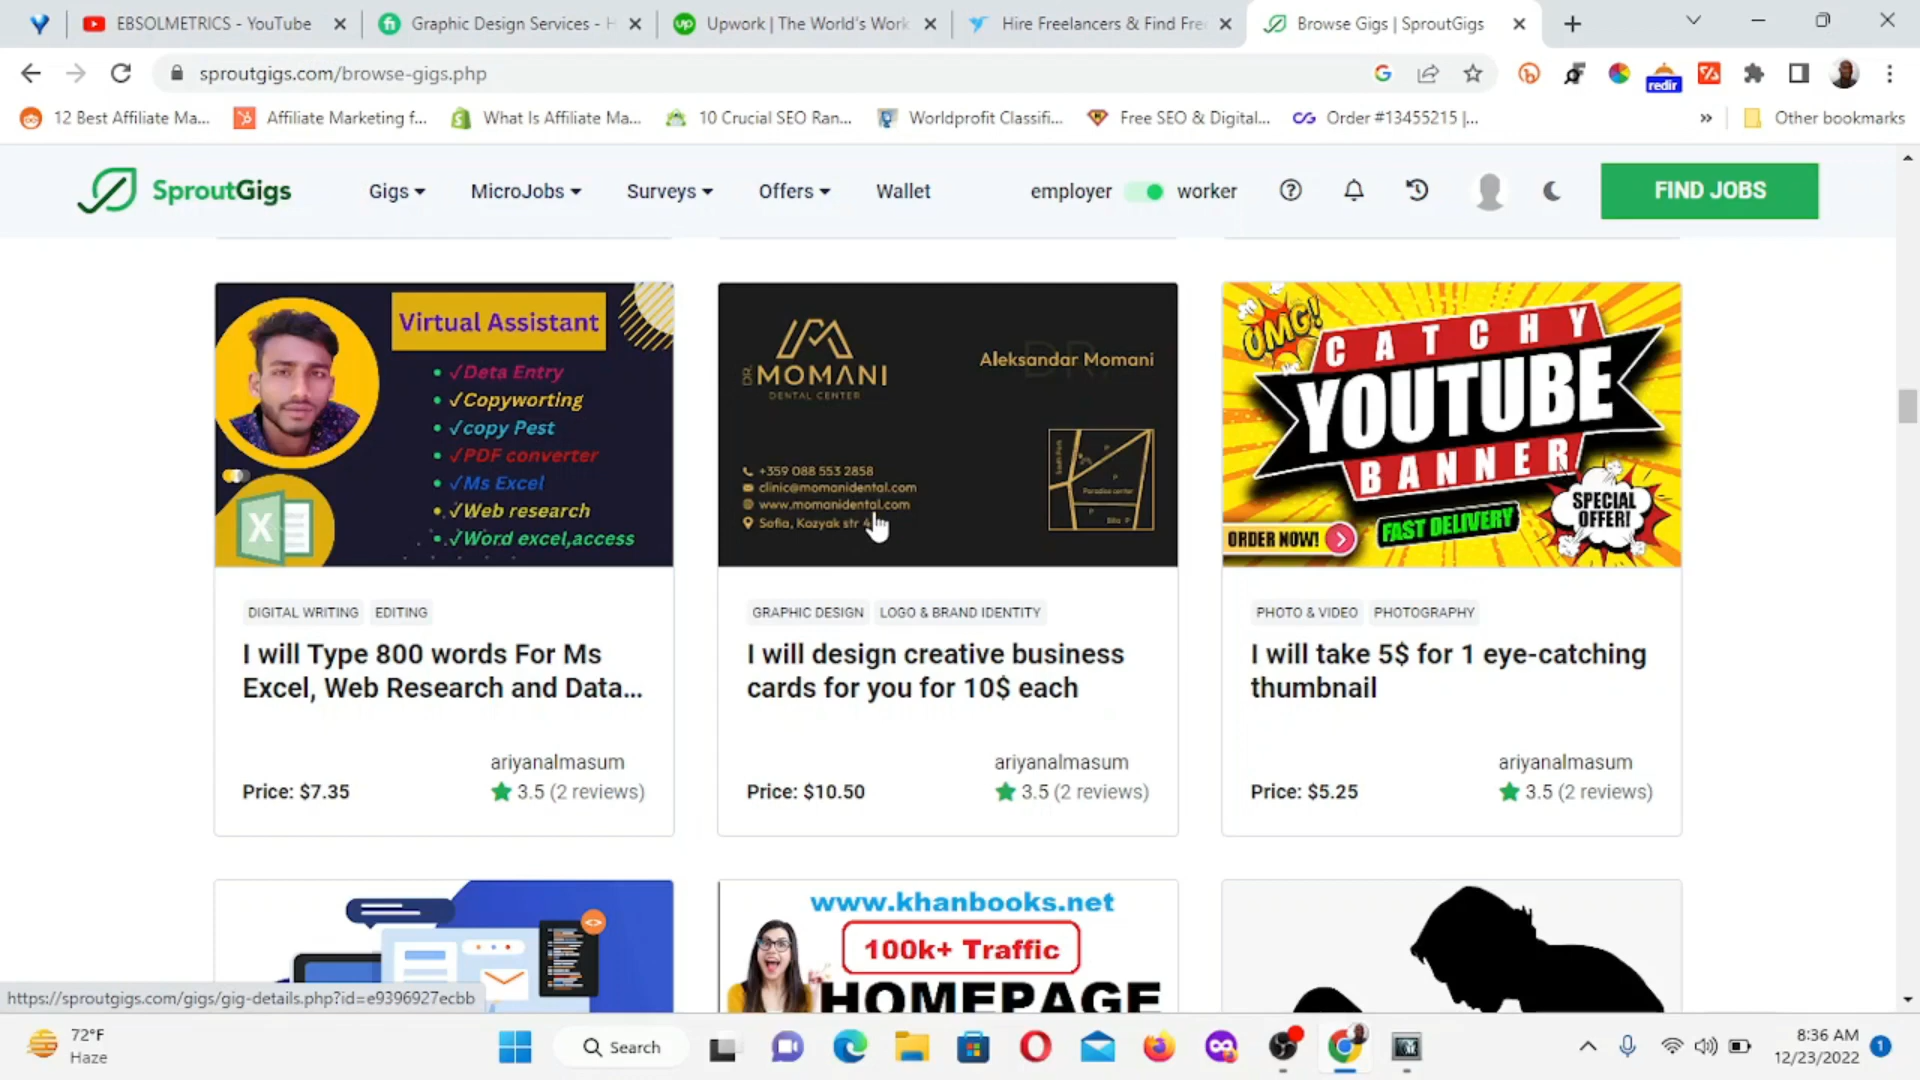 EBSOLMETRICS - YouTube
Graphic Design Services - H
Upwork | The World's Work
Hire Freelancers & Find Free
Browse Gigs | SproutGigs
sproutgigs.com/browse-gigs.php
redir
12 Best Affiliate Ma...
Affiliate Marketing f...
What Is Affiliate Ma...
10 Crucial SEO Ran...
Worldprofit Classifi...
Free SEO & Digital...
Order #13455215 |...
Other bookmarks
SproutGigs
Gigs
MicroJobs
Surveys
Offers
Wallet
employer
worker
FIND JOBS
Virtual Assistant
√Deta Entry
√Copyworting
√copy Pest
√PDF converter
√Ms Excel
√Web research
√Word excel,access
DIGITAL WRITING
EDITING
I will Type 800 words For Ms
Excel, Web Research and Data...
ariyanalmasum
Price: $7.35
3.5 (2 reviews)
DR. MOMANI
DENTAL CENTER
Aleksandar Momani
+359 088 553 2858
clinic@momanidental.com
www.momanidental.com
Sofia, Kozyak str
Paradise center
GRAPHIC DESIGN
LOGO & BRAND IDENTITY
I will design creative business
cards for you for 10$ each
ariyanalmasum
Price: $10.50
3.5 (2 reviews)
OMG!
CATCHY
YOUTUBE
BANNER
SPECIAL
OFFER!
FAST DELIVERY
ORDER NOW!
PHOTO & VIDEO
PHOTOGRAPHY
I will take 5$ for 1 eye-catching
thumbnail
ariyanalmasum
Price: $5.25
3.5 (2 reviews)
www.khanbooks.net
100k+ Traffic
HOMEPAGE
https://sproutgigs.com/gigs/gig-details.php?id=e9396927ecbb
72°F
Haze
Search
8:36 AM
12/23/2022
1